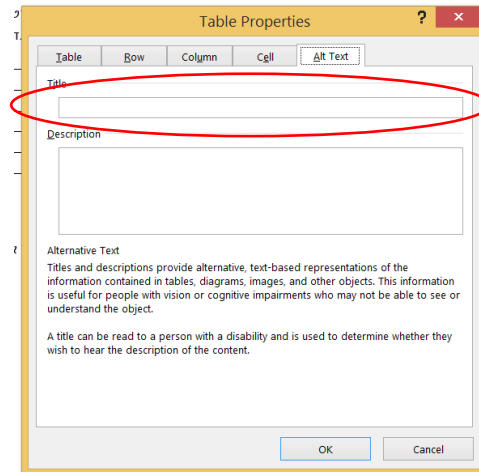 Table Properties
? ×
Table Row Column Cell Alt Text
Title
Description
Alternative Text
Titles and descriptions provide alternative, text-based representations of the
information contained in tables, diagrams, images, and other objects. This information
is useful for people with vision or cognitive impairments who may not be able to see or
understand the object.
A title can be read to a person with a disability and is used to determine whether they
wish to hear the description of the content.
OK Cancel